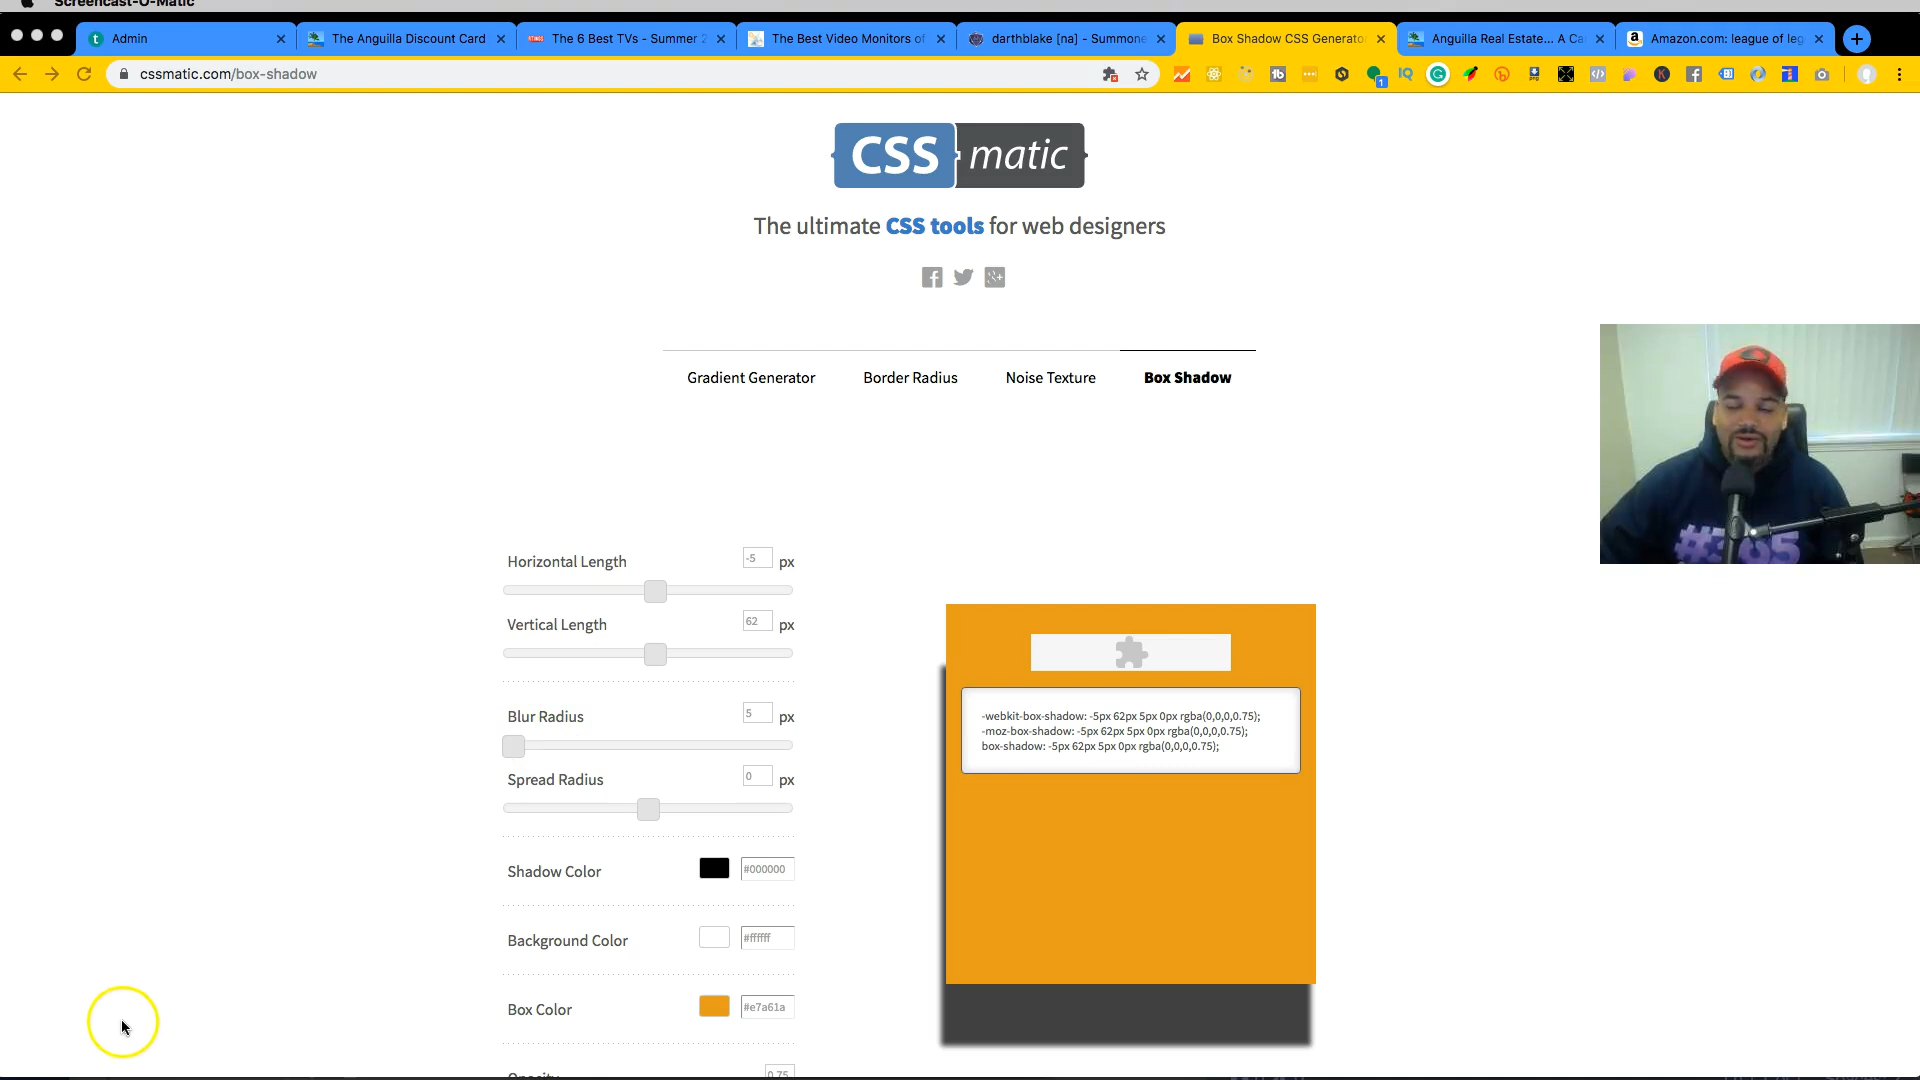 Screencast-O-Matic
Admin
The Anguilla Discount Card
The 6 Best TVs - Summer 2
The Best Video Monitors of
darthblake [na] - Summone
Box Shadow CSS Generator
Anguilla Real Estate... A Ca
Amazon.com: league of leg
cssmatic.com/box-shadow
CSS matic
The ultimate CSS tools for web designers
Gradient Generator
Border Radius
Noise Texture
Box Shadow
#365
Horizontal Length -5 px
Vertical Length 62 px
Blur Radius 5 px
Spread Radius 0 px
Shadow Color #000000
Background Color #ffffff
Box Color #e7a61a
Opacity 0.75
-webkit-box-shadow: -5px 62px 5px 0px rgba(0,0,0,0.75);
-moz-box-shadow: -5px 62px 5px 0px rgba(0,0,0,0.75);
box-shadow: -5px 62px 5px 0px rgba(0,0,0,0.75);